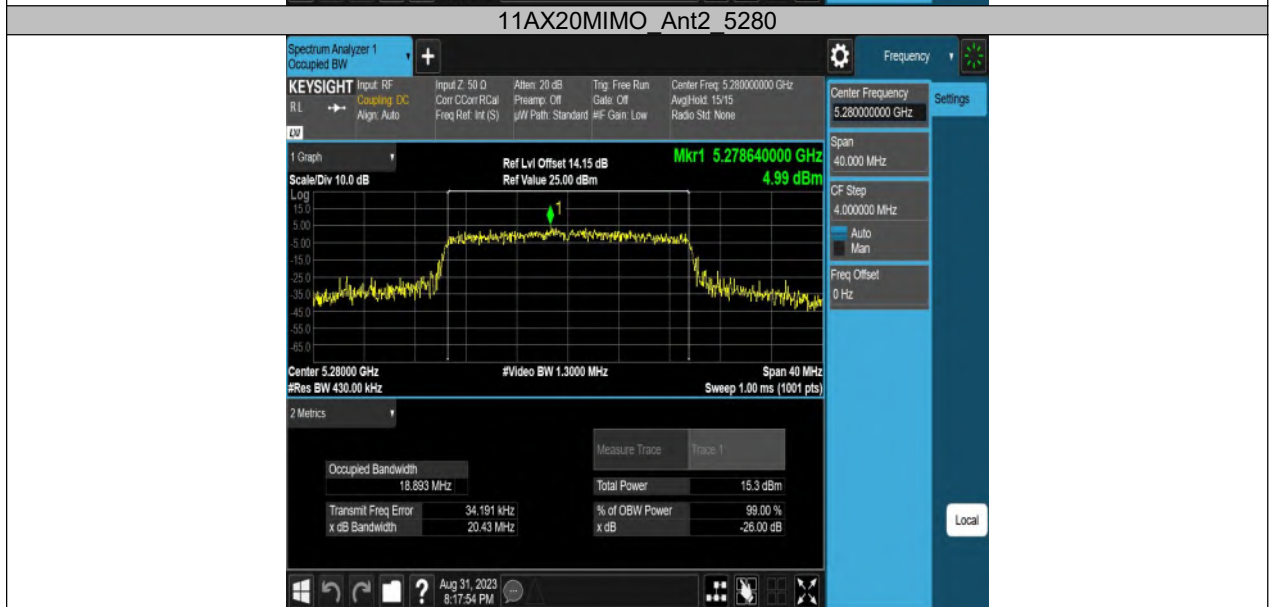 11AX20MIMO_Ant2_5280
Spectrum Analyzer 1
Occupied BW
+
Frequency
KEYSIGHT Input: RF Input Z: 50 Ω Atten: 20 dB Trig: Free Run Center Freq: 5.280000000 GHz
RL Coupling: DC Corr CCorr RCal Preamp: Off Gate: Off Avg|Hold: 15/15
Align: Auto Freq Ref: Int (S) µW Path: Standard #IF Gain: Low Radio Std: None
LXI
Center Frequency
5.280000000 GHz
Settings
Span
40.000 MHz
CF Step
4.000000 MHz
Auto
Man
Freq Offset
0 Hz
1 Graph
Ref Lvl Offset 14.15 dB
Mkr1 5.278640000 GHz
Scale/Div 10.0 dB
Ref Value 25.00 dBm
4.99 dBm
Log
15.0
5.00
-5.00
-15.0
-25.0
-35.0
-45.0
-55.0
-65.0
1
Center 5.28000 GHz #Video BW 1.3000 MHz Span 40 MHz
#Res BW 430.00 kHz Sweep 1.00 ms (1001 pts)
2 Metrics
Measure Trace Trace 1
Occupied Bandwidth
18.893 MHz
Total Power 15.3 dBm
Transmit Freq Error 34.191 kHz % of OBW Power 99.00 %
x dB Bandwidth 20.43 MHz x dB -26.00 dB
Local
? Aug 31, 2023
8:17:54 PM